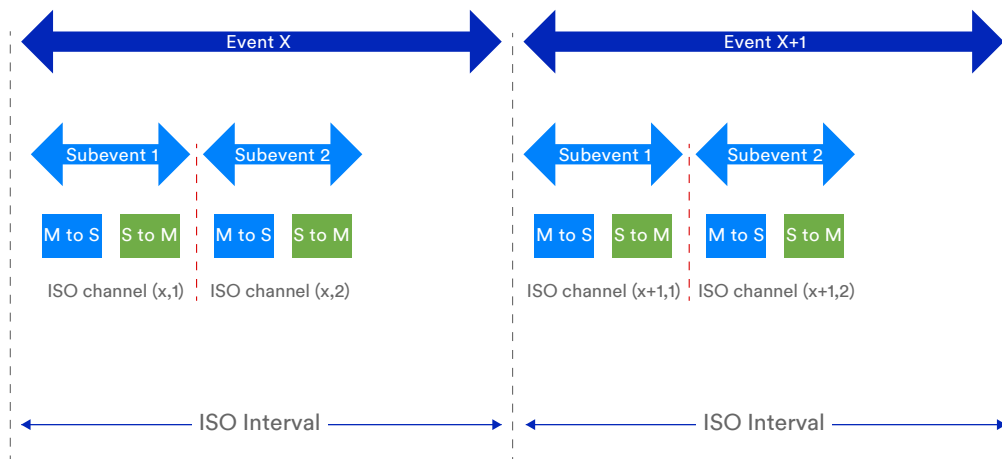 Event X
Event X+1
Subevent 1
Subevent 2
Subevent 1
Subevent 2
M to S
S to M
M to S
S to M
M to S
S to M
M to S
S to M
ISO channel (x,1)
ISO channel (x,2)
ISO channel (x+1,1)
ISO channel (x+1,2)
ISO Interval
ISO Interval